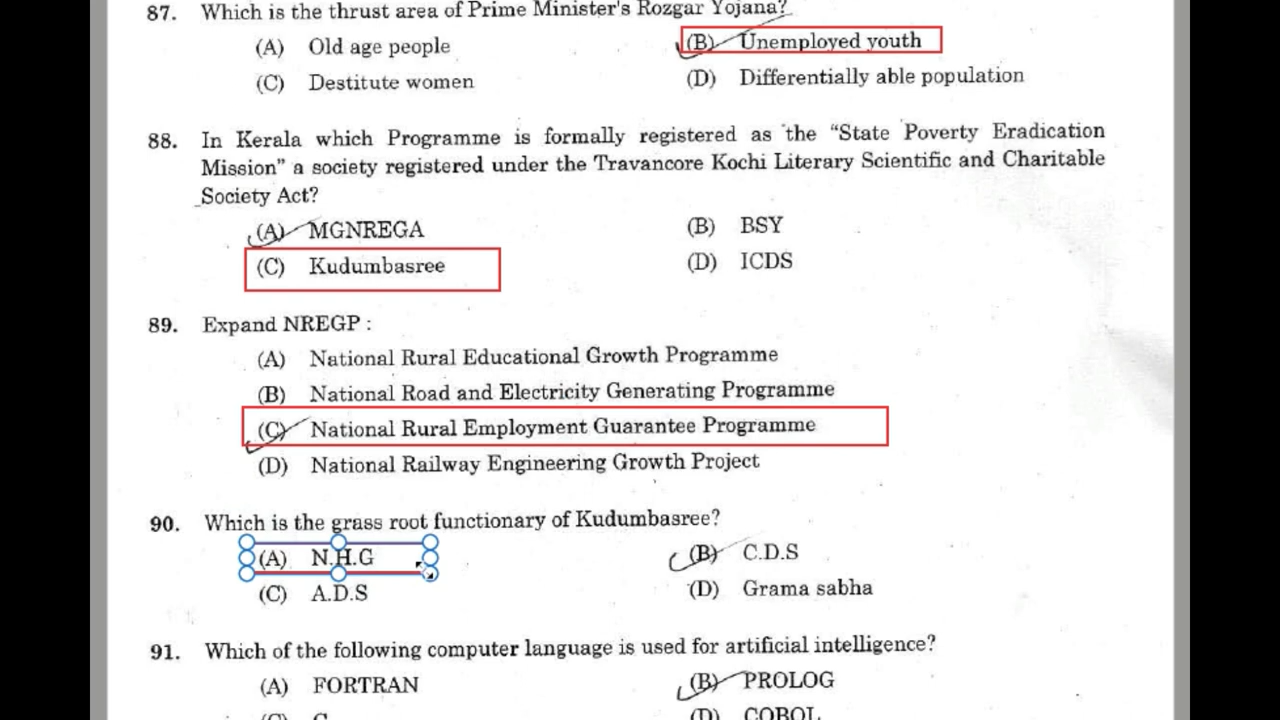 87. Which is the thrust area of Prime Minister's Rozgar Yojana?
(A) Old age people (B) Unemployed youth
(C) Destitute women (D) Differentially able population
88. In Kerala which Programme is formally registered as the “State Poverty Eradication
Mission” a society registered under the Travancore Kochi Literary Scientific and Charitable
Society Act?
(A) MGNREGA (B) BSY
(C) Kudumbasree (D) ICDS
89. Expand NREGP :
(A) National Rural Educational Growth Programme
(B) National Road and Electricity Generating Programme
(C) National Rural Employment Guarantee Programme
(D) National Railway Engineering Growth Project
90. Which is the grass root functionary of Kudumbasree?
(A) N.H.G (B) C.D.S
(C) A.D.S (D) Grama sabha
91. Which of the following computer language is used for artificial intelligence?
(A) FORTRAN (B) PROLOG
(C) C (D) COBOL